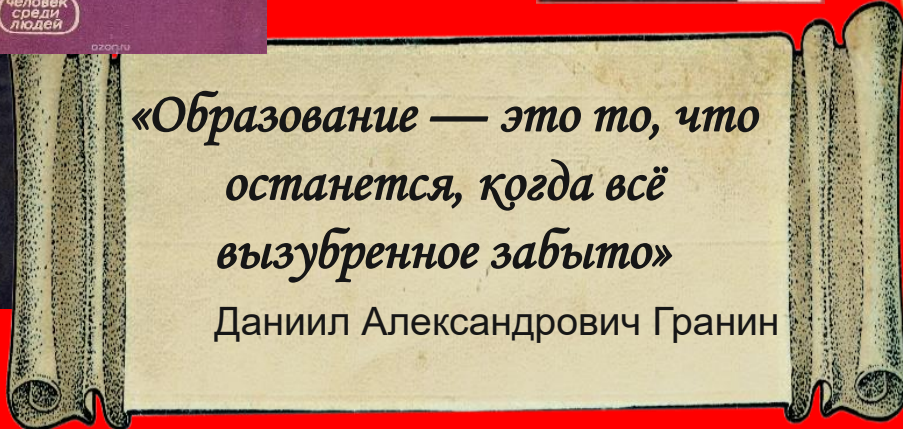 человек
среди
людей
ozon.ru
«Образование — это то, что
останется, когда всё
вызубренное забыто»
Даниил Александрович Гранин